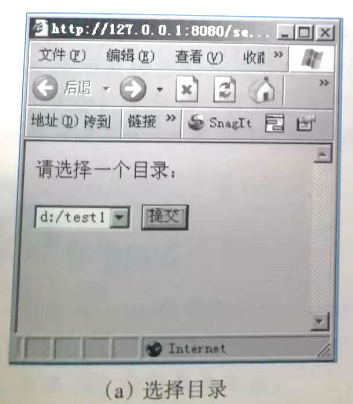 http://127.0.0.1:8080/se...
文件(F) 编辑(E) 查看(V) 收藏 »
后退 »
地址(D) 转到 链接 » SnagIt
请选择一个目录：
d:/test1 提交
Internet
(a) 选择目录